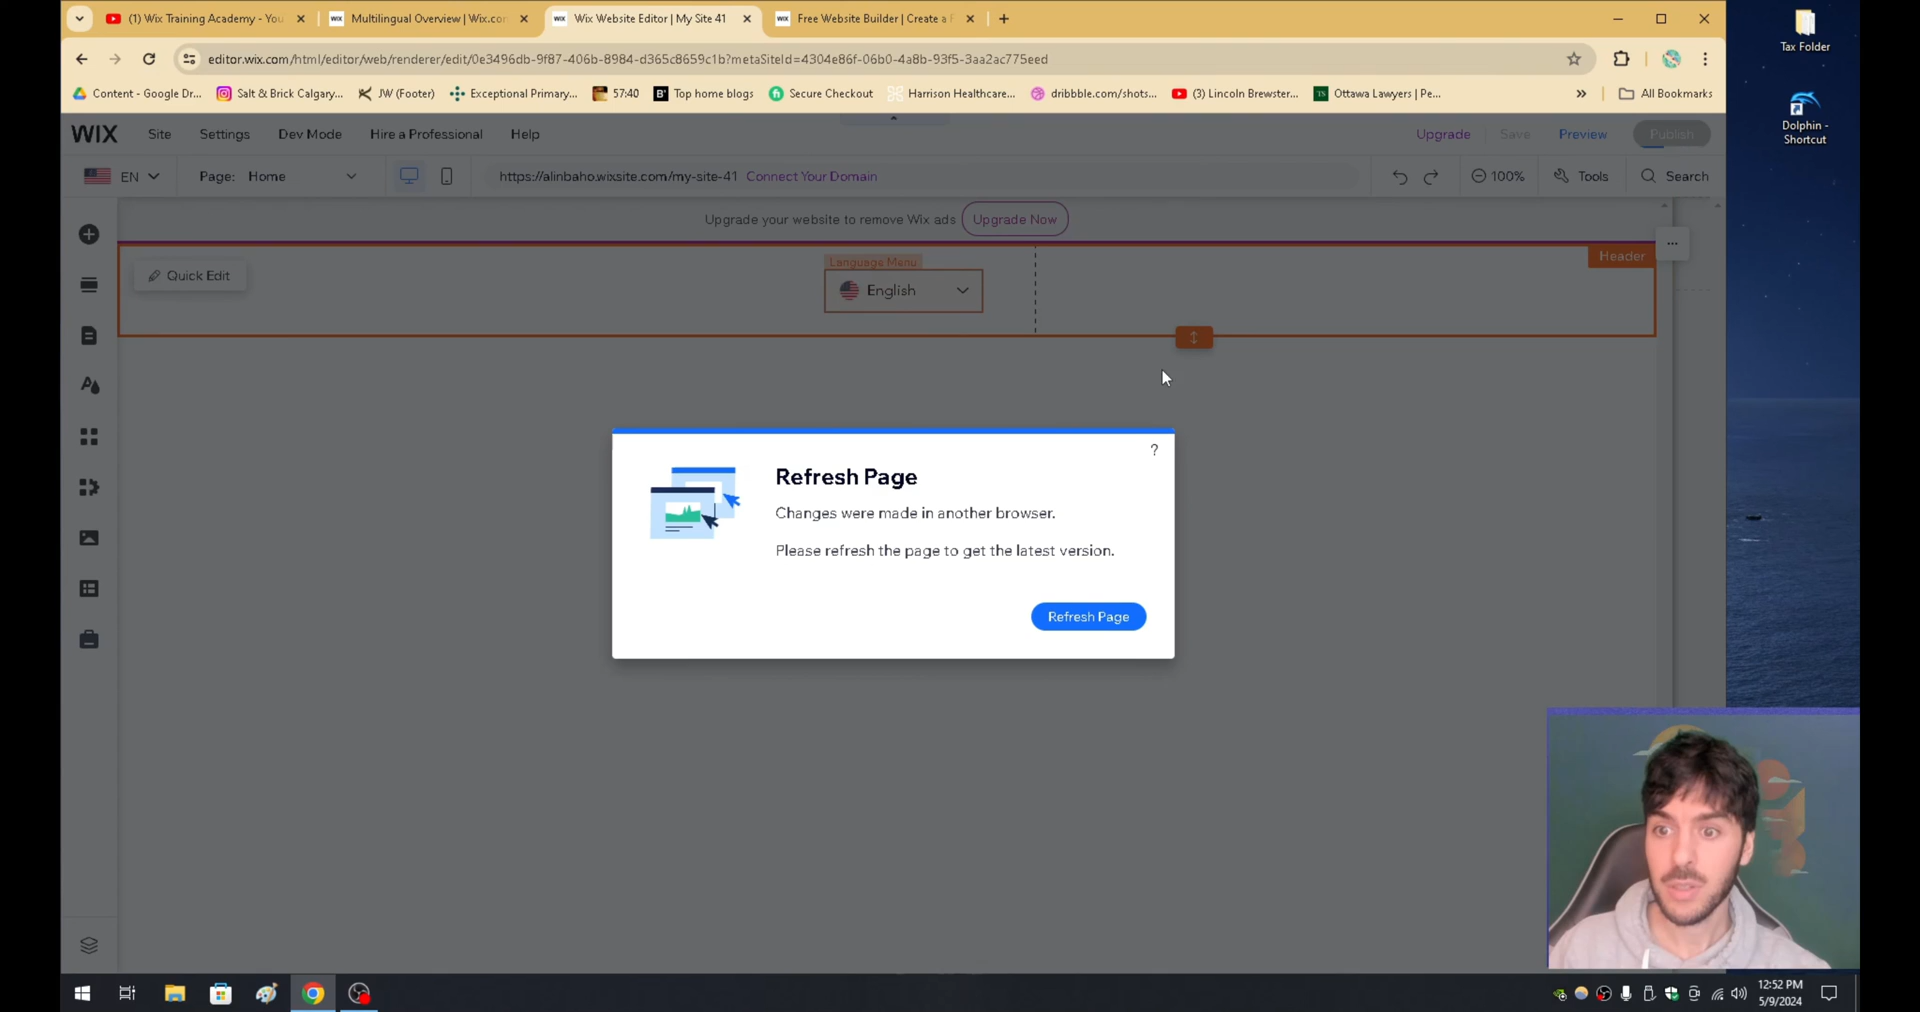 (1) Wix Training Academy - You
Multilingual Overview | Wix.com
Wix Website Editor | My Site 41
Free Website Builder | Create a F
editor.wix.com/html/editor/web/renderer/edit/0e3496db-9f87-406b-8984-d365c8659c1b?metaSiteId=4304e86f-06b0-4a8b-93f5-3aa2ac775eed
Content - Google Dr...
Salt & Brick Calgary...
JW (Footer)
Exceptional Primary...
57:40
Top home blogs
Secure Checkout
Harrison Healthcare...
dribbble.com/shots...
(3) Lincoln Brewster...
Ottawa Lawyers | Pe...
»
All Bookmarks
WIX
Site
Settings
Dev Mode
Hire a Professional
Help
Upgrade
Save
Preview
Publish
EN
Page: Home
https://alinbaho.wixsite.com/my-site-41 Connect Your Domain
100%
Tools
Search
Upgrade your website to remove Wix ads
Upgrade Now
Quick Edit
Language Menu
English
Header
?
Refresh Page
Changes were made in another browser.
Please refresh the page to get the latest version.
Refresh Page
Tax Folder
Dolphin -
Shortcut
12:52 PM
5/9/2024